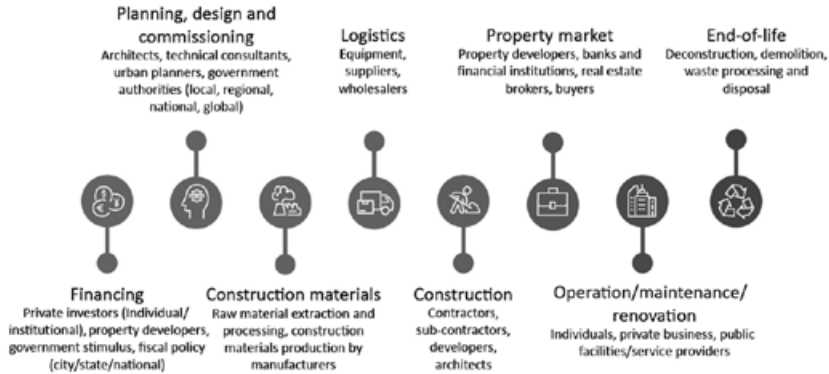 Planning, design and
commissioning
Architects, technical consultants,
urban planners, government
authorities (local, regional,
national, global)
Logistics
Equipment,
suppliers,
wholesalers
Property market
Property developers, banks and
financial institutions, real estate
brokers, buyers
End-of-life
Deconstruction, demolition,
waste processing and
disposal
Financing
Private investors (Individual/
institutional), property developers,
government stimulus, fiscal policy
(city/state/national)
Construction materials
Raw material extraction and
processing, construction
materials production by
manufacturers
Construction
Contractors,
sub-contractors,
developers,
architects
Operation/maintenance/
renovation
Individuals, private business, public
facilities/service providers